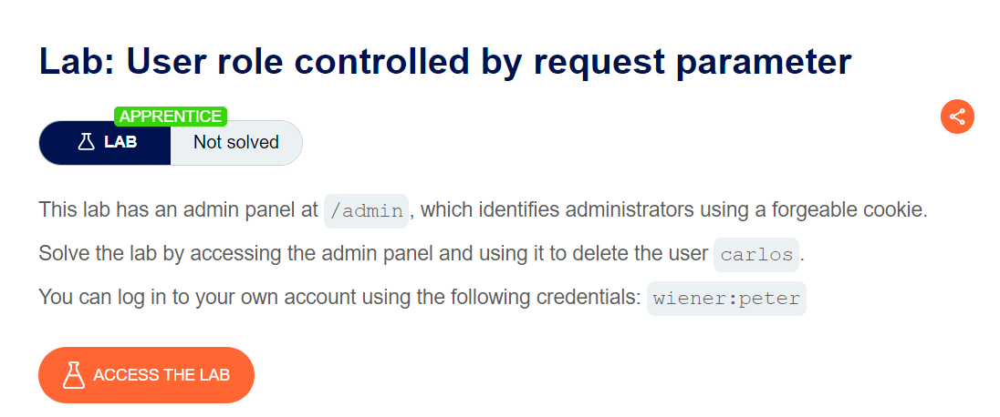 Lab: User role controlled by request parameter
APPRENTICE
LAB Not solved
This lab has an admin panel at /admin, which identifies administrators using a forgeable cookie.
Solve the lab by accessing the admin panel and using it to delete the user carlos.
You can log in to your own account using the following credentials: wiener:peter
ACCESS THE LAB